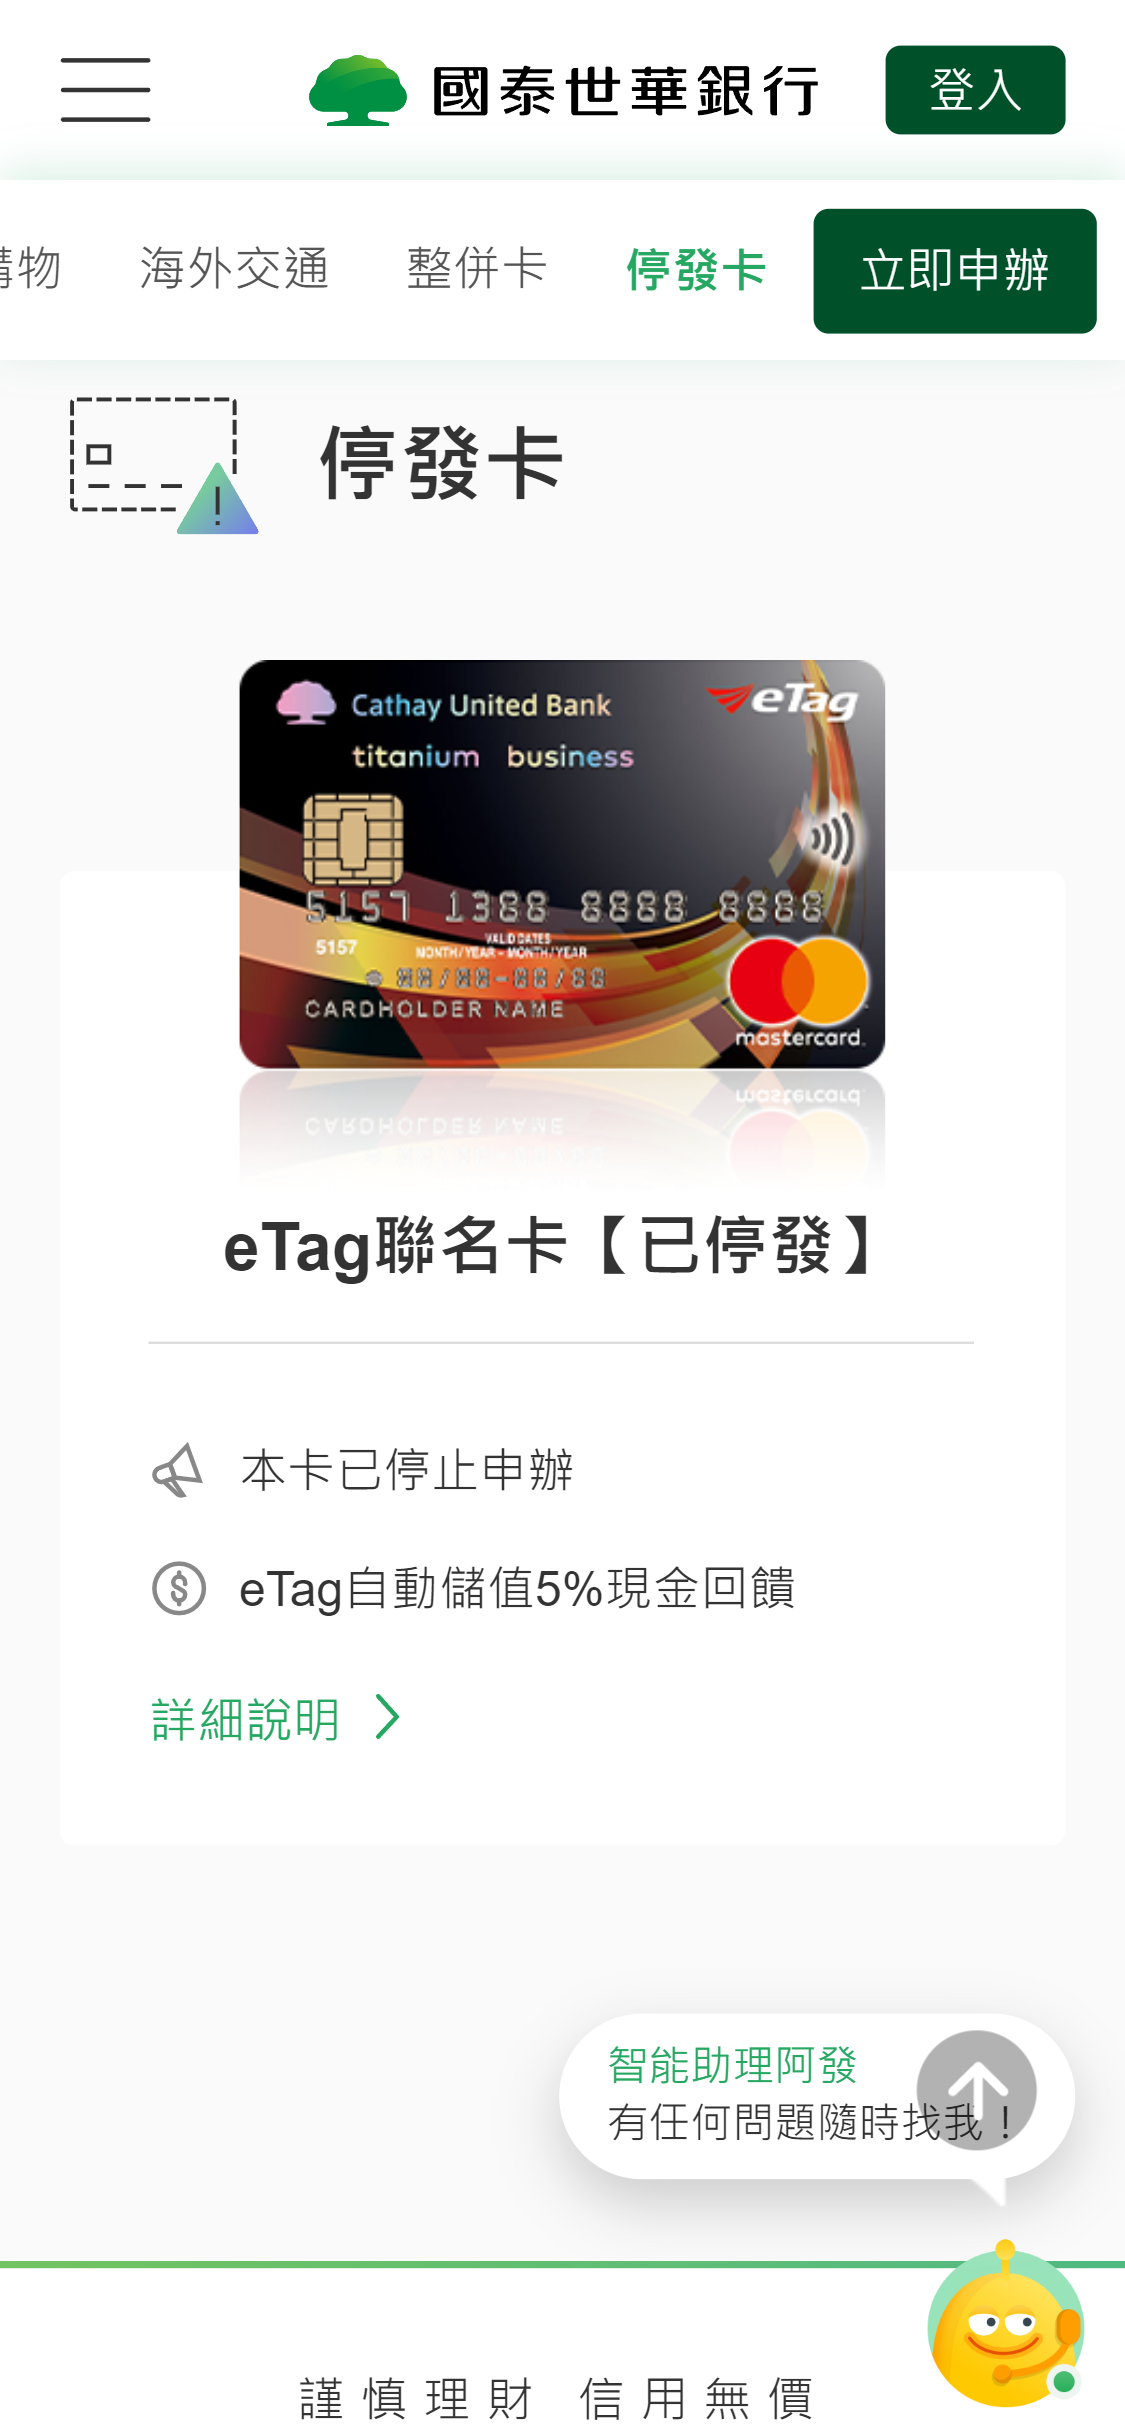 國泰世華銀行
登入
購物 海外交通 整併卡 停發卡 立即申辦
停發卡
Cathay United Bank
eTag
titanium business
5157 1388 8888 8888
5157
VALID DATES
MONTH/YEAR - MONTH/YEAR
88/88-88/88
CARDHOLDER NAME
mastercard.
eTag聯名卡【已停發】
本卡已停止申辦
eTag自動儲值5%現金回饋
詳細說明
智能助理阿發
有任何問題隨時找我！
謹慎理財 信用無價